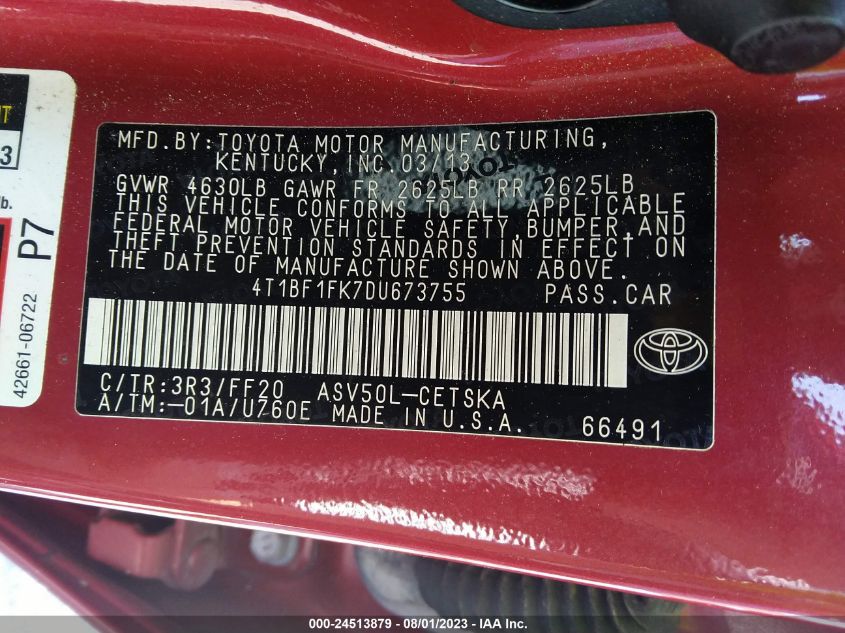 NT
3
lb.
P7
42661-06722
MFD.BY:TOYOTA MOTOR MANUFACTURING,
KENTUCKY,INC.03/13
GVWR 4630LB GAWR FR 2625LB RR 2625LB
THIS VEHICLE CONFORMS TO ALL APPLICABLE
FEDERAL MOTOR VEHICLE SAFETY,BUMPER,AND
THEFT PREVENTION STANDARDS IN EFFECT ON
THE DATE OF MANUFACTURE SHOWN ABOVE.
4T1BF1FK7DU673755 PASS.CAR
C/TR:3R3/FF20 ASV50L-CETSKA
A/TM:-01A/U760E MADE IN U.S.A. 66491
000-24513879 - 08/01/2023 - IAA Inc.